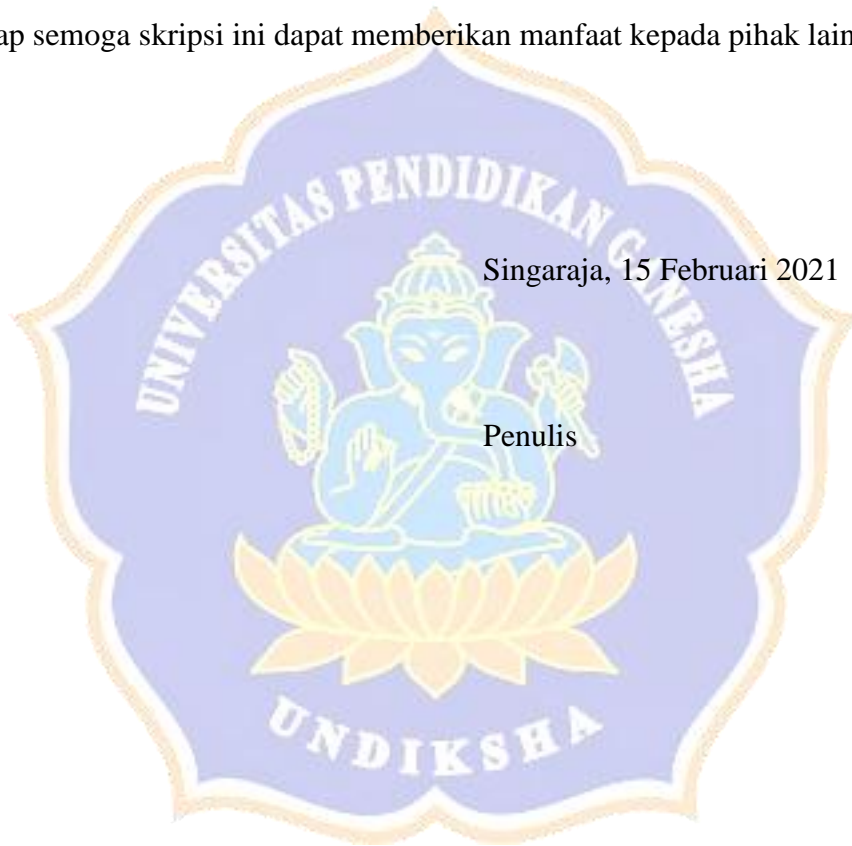 ap semoga skripsi ini dapat memberikan manfaat kepada pihak lain
UNIVERSITAS PENDIDIKAN GANESHA
Singaraja, 15 Februari 2021
Penulis
UNDIKSHA